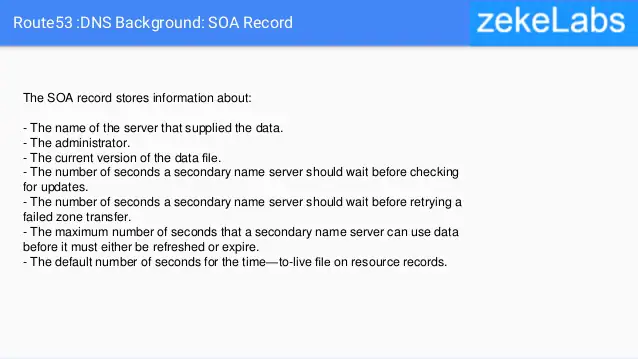 Route53 :DNS Background: SOA Record
zekeLabs
The SOA record stores information about:
- The name of the server that supplied the data.
- The administrator.
- The current version of the data file.
- The number of seconds a secondary name server should wait before checking
for updates.
- The number of seconds a secondary name server should wait before retrying a
failed zone transfer.
- The maximum number of seconds that a secondary name server can use data
before it must either be refreshed or expire.
- The default number of seconds for the time—to-live file on resource records.